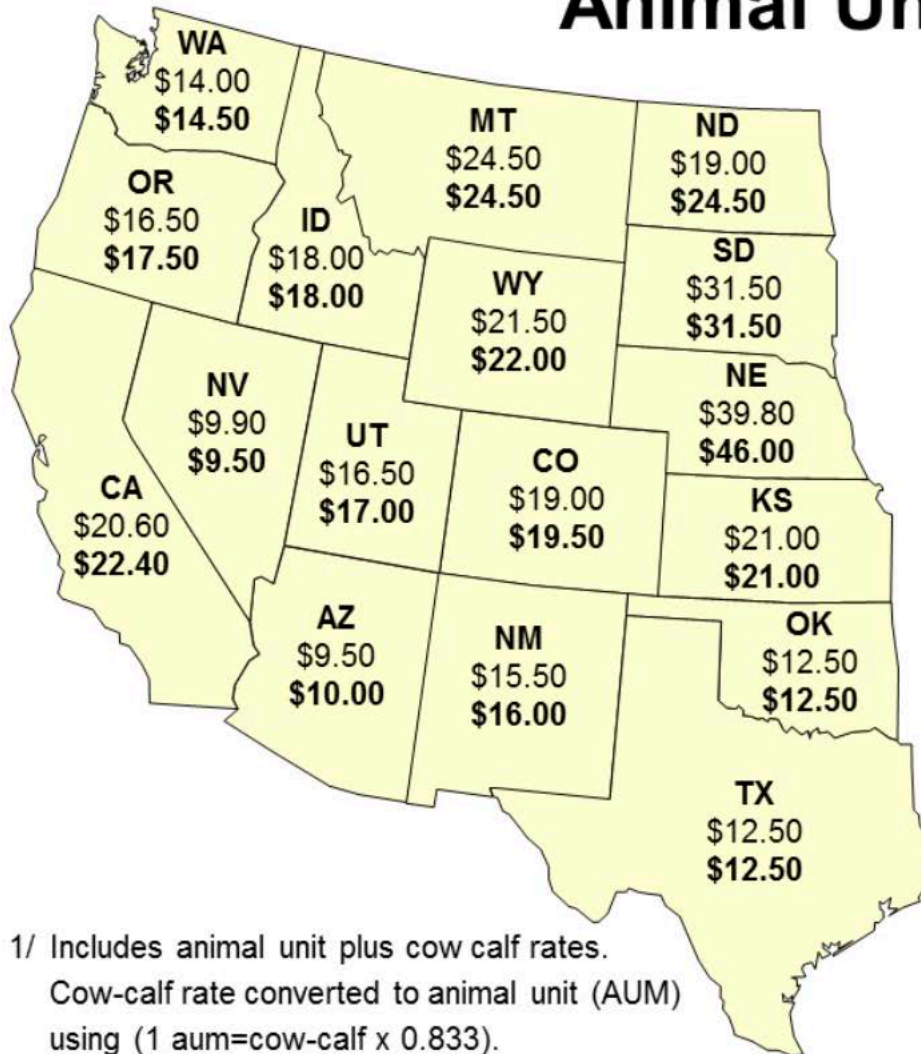 Animal Un
WA
$14.00
$14.50
MT
$24.50
$24.50
ND
$19.00
$24.50
OR
$16.50
$17.50
ID
$18.00
$18.00
WY
$21.50
$22.00
SD
$31.50
$31.50
NV
$9.90
$9.50
UT
$16.50
$17.00
CO
$19.00
$19.50
NE
$39.80
$46.00
CA
$20.60
$22.40
KS
$21.00
$21.00
AZ
$9.50
$10.00
NM
$15.50
$16.00
OK
$12.50
$12.50
TX
$12.50
$12.50
1/ Includes animal unit plus cow calf rates.
Cow-calf rate converted to animal unit (AUM)
using (1 aum=cow-calf x 0.833).